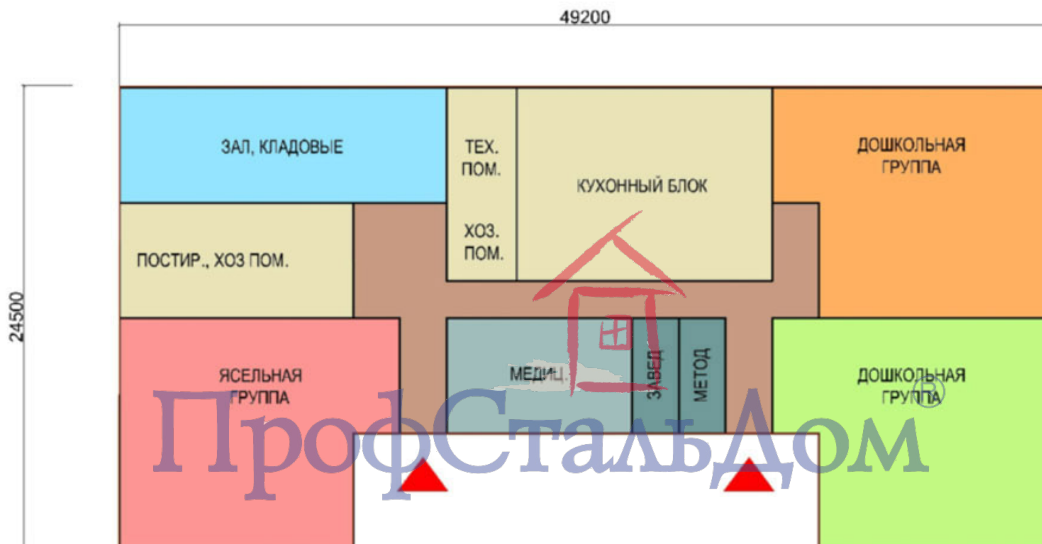 49200
24500
ЗАЛ, КЛАДОВЫЕ
ТЕХ.
ПОМ.
ХОЗ.
ПОМ.
КУХОННЫЙ БЛОК
ДОШКОЛЬНАЯ
ГРУППА
ПОСТИР., ХОЗ ПОМ.
ЯСЕЛЬНАЯ
ГРУППА
МЕДИЦ.
ЗАВЕД
МЕТОД
ДОШКОЛЬНАЯ
ГРУППА
ПрофСтальДом®